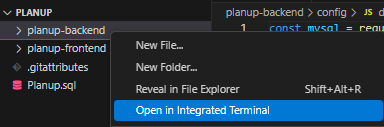 PLANUP
planup-backend
planup-frontend
.gitattributes
Planup.sql
planup-backend > config >
1 const mysql = requ
New File...
New Folder...
Reveal in File Explorer Shift+Alt+R
Open in Integrated Terminal